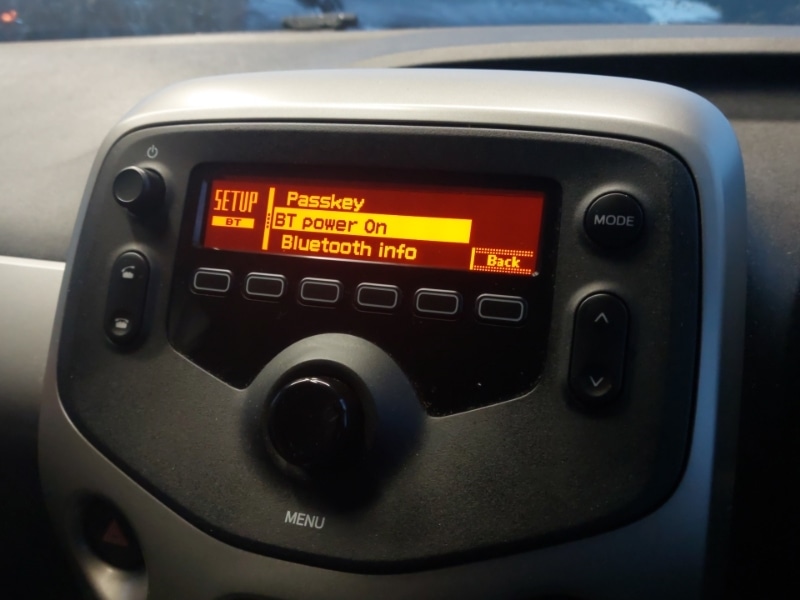 SETUP
BT
Passkey
BT power On
Bluetooth info
Back
MODE
MENU